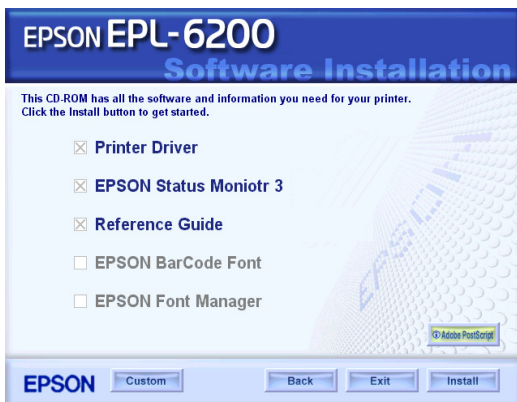 EPSON EPL-6200
Software Installation
This CD-ROM has all the software and information you need for your printer.
Click the Install button to get started.
Printer Driver
EPSON Status Moniotr 3
Reference Guide
EPSON BarCode Font
EPSON Font Manager
EPSON
Adobe PostScript
EPSON
Custom
Back
Exit
Install